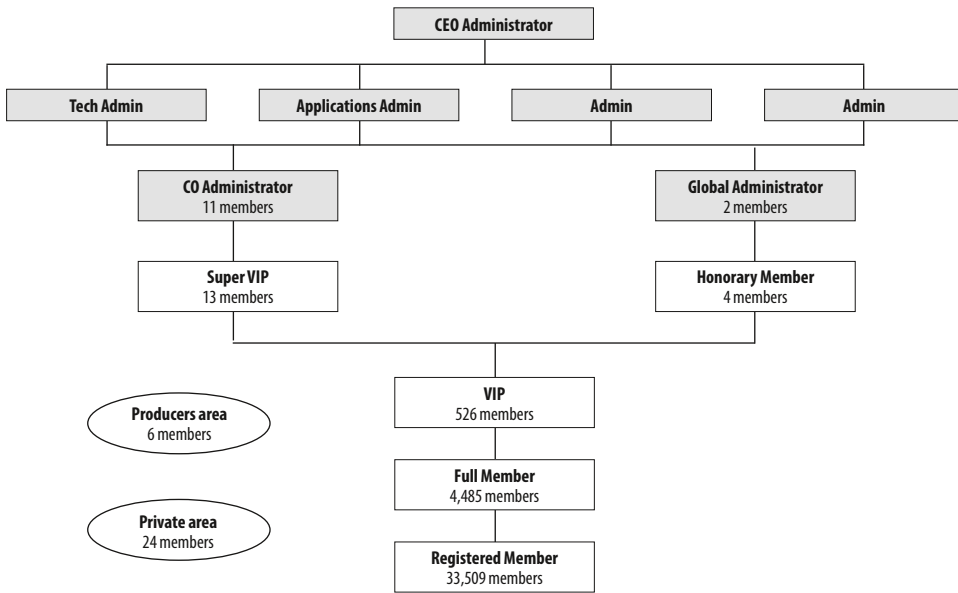 CEO Administrator
Tech Admin
Applications Admin
Admin
Admin
CO Administrator
11 members
Global Administrator
2 members
Super VIP
13 members
Honorary Member
4 members
VIP
526 members
Producers area
6 members
Full Member
4,485 members
Private area
24 members
Registered Member
33,509 members